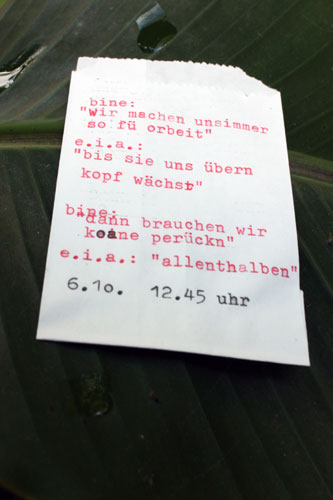 bine:
"wir machen unsimmer
so fü orbeit"
e.i.a.:
"bis sie uns übern
kopf wächst"
bine:
"dann brauchen wir
koane perückn"
e.i.a.: "allenthalben"
6.10. 12.45 uhr